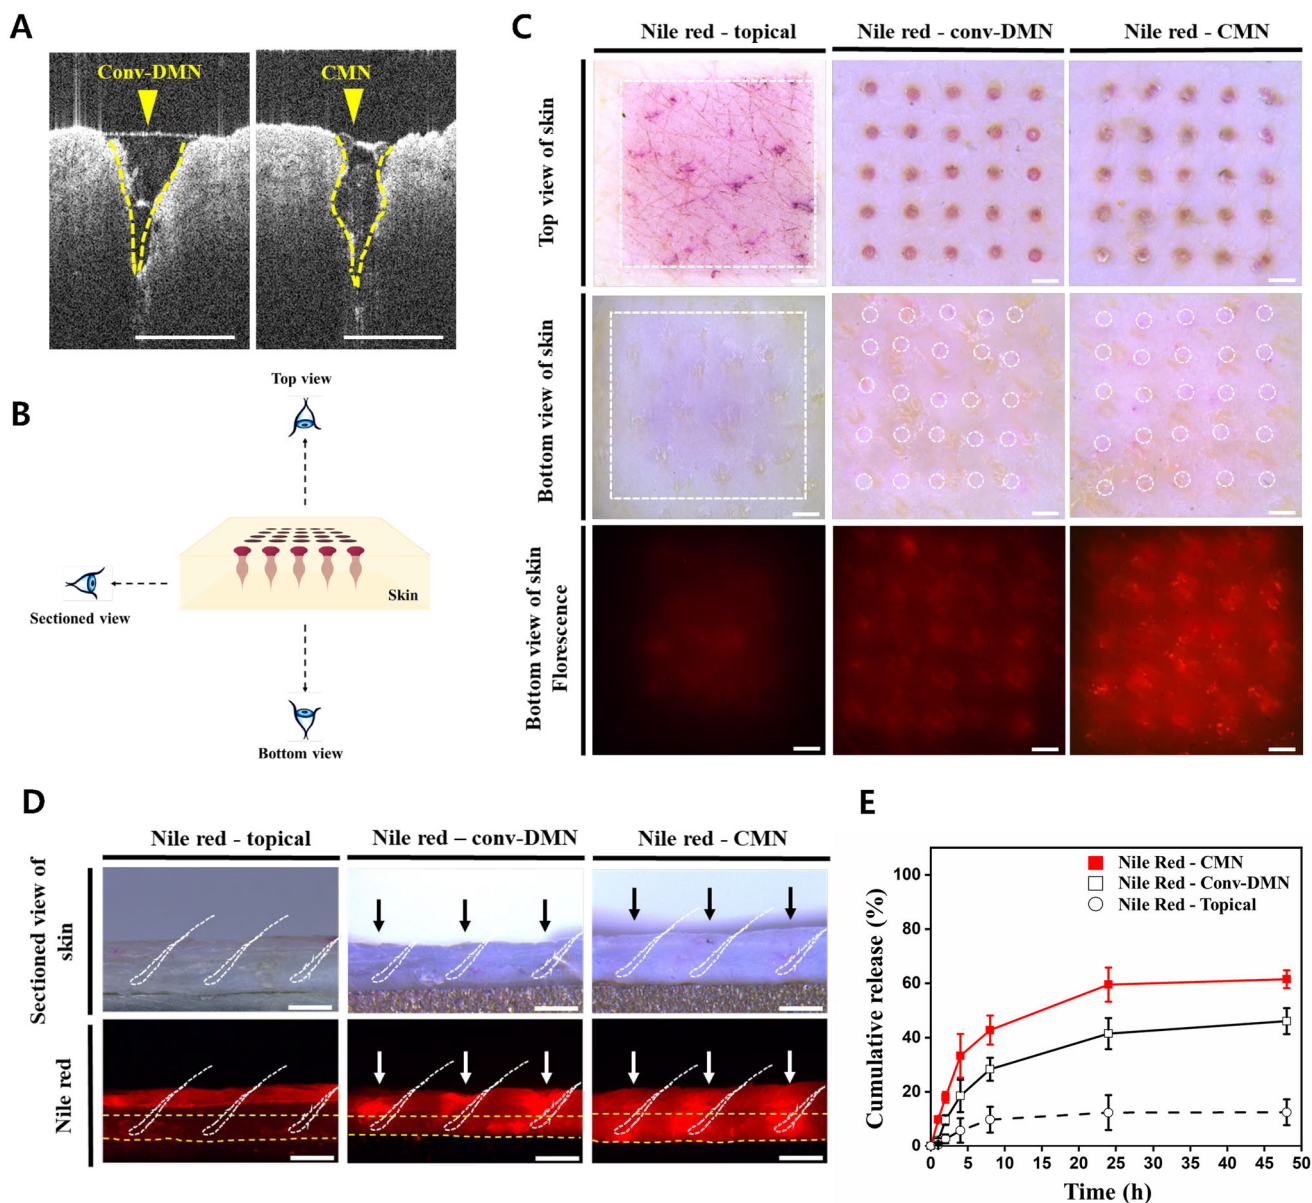 A
Conv-DMN
CMN
B
Top view
Sectioned view
Skin
Bottom view
C
Nile red - topical
Nile red - conv-DMN
Nile red - CMN
Top view of skin
Bottom view of skin
Bottom view of skin
Florescence
D
Nile red - topical
Nile red – conv-DMN
Nile red - CMN
Sectioned view of
skin
Nile red
E
Nile Red - CMN
Nile Red - Conv-DMN
Nile Red - Topical
Cumulative release (%)
100
80
60
40
20
0
0 5 10 15 20 25 30 35 40 45 50
Time (h)